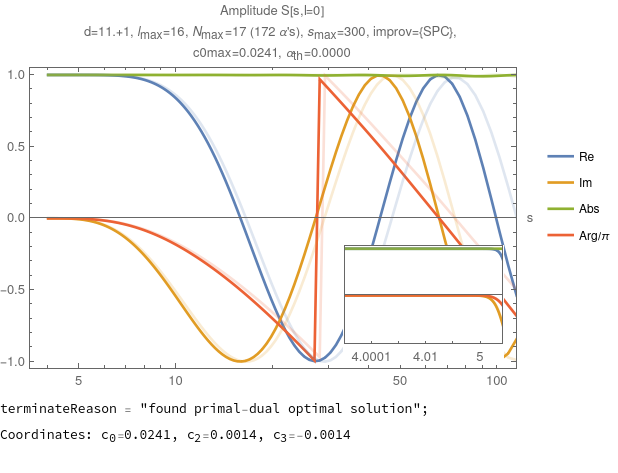 Amplitude S[s,l=0]
d=11.+1, lmax=16, Nmax=17 (172 α's), smax=300, improv={SPC},
c0max=0.0241, αth=0.0000
1.0
0.5
0.0
−0.5
−1.0
5
10
50
100
s
Re
Im
Abs
Arg/π
4.0001
4.01
5
terminateReason = "found primal-dual optimal solution";
Coordinates: c0=0.0241, c2=0.0014, c3=-0.0014